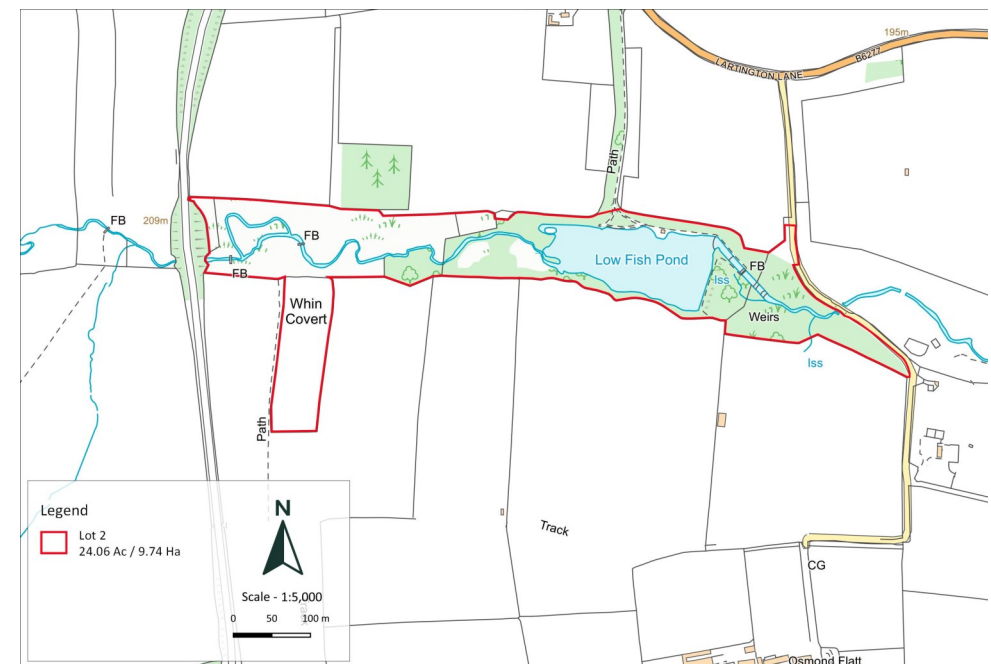 195m
B6277
LARTINGTON LANE
Path
FB
209m
FB
FB
Low Fish Pond
Iss
FB
Weirs
Iss
Whin
Covert
Path
Track
CG
Osmond Flatt
Legend
Lot 2
24.06 Ac / 9.74 Ha
N
Scale - 1:5,000
0 50 100 m